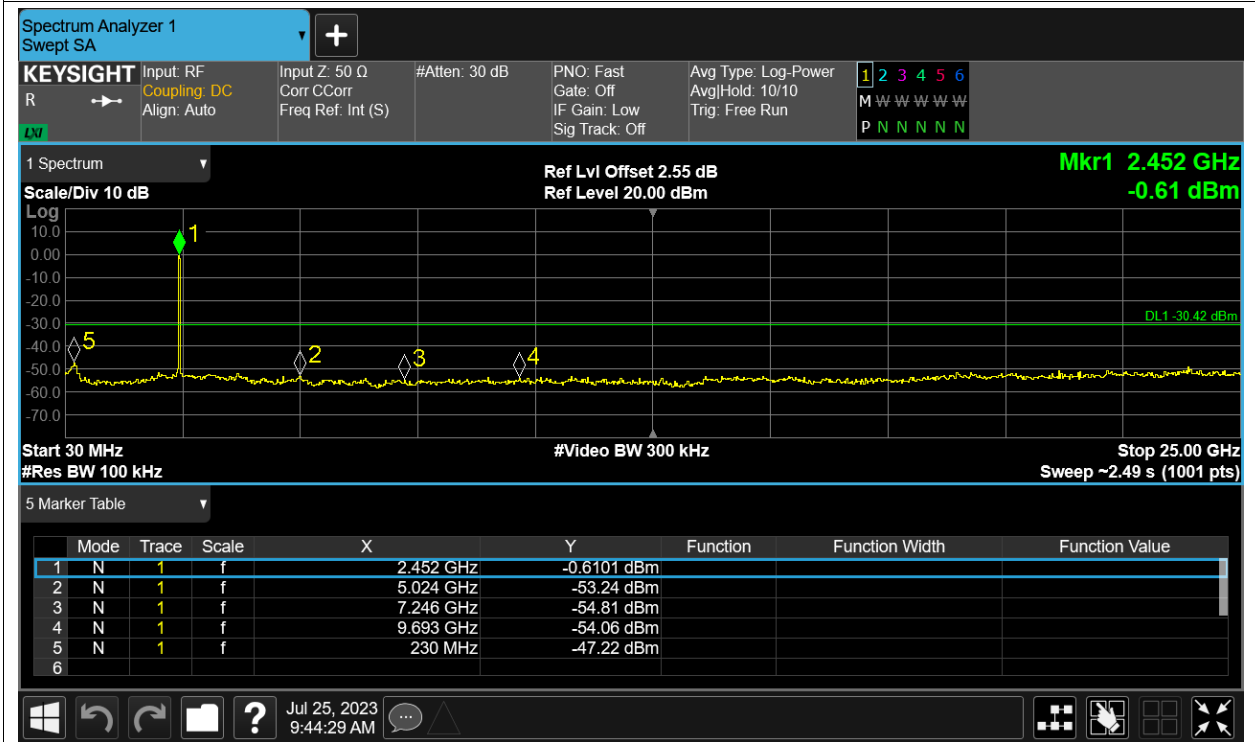 Spectrum Analyzer 1
Swept SA
KEYSIGHT Input: RF Input Z: 50 Ω #Atten: 30 dB PNO: Fast Avg Type: Log-Power 1 2 3 4 5 6
R Coupling: DC Corr CCorr Gate: Off Avg|Hold: 10/10 M W W W W W
Align: Auto Freq Ref: Int (S) IF Gain: Low Trig: Free Run
LXI Sig Track: Off P N N N N N
1 Spectrum Ref Lvl Offset 2.55 dB Mkr1 2.452 GHz
Scale/Div 10 dB Ref Level 20.00 dBm -0.61 dBm
Log
10.0 1
0.00
-10.0
-20.0
-30.0 DL1 -30.42 dBm
-40.0 5 2 3 4
-50.0
-60.0
-70.0
Start 30 MHz #Video BW 300 kHz Stop 25.00 GHz
#Res BW 100 kHz Sweep ~2.49 s (1001 pts)
5 Marker Table
Mode Trace Scale X Y Function Function Width Function Value
1 N 1 f 2.452 GHz -0.6101 dBm
2 N 1 f 5.024 GHz -53.24 dBm
3 N 1 f 7.246 GHz -54.81 dBm
4 N 1 f 9.693 GHz -54.06 dBm
5 N 1 f 230 MHz -47.22 dBm
6
? Jul 25, 2023
9:44:29 AM